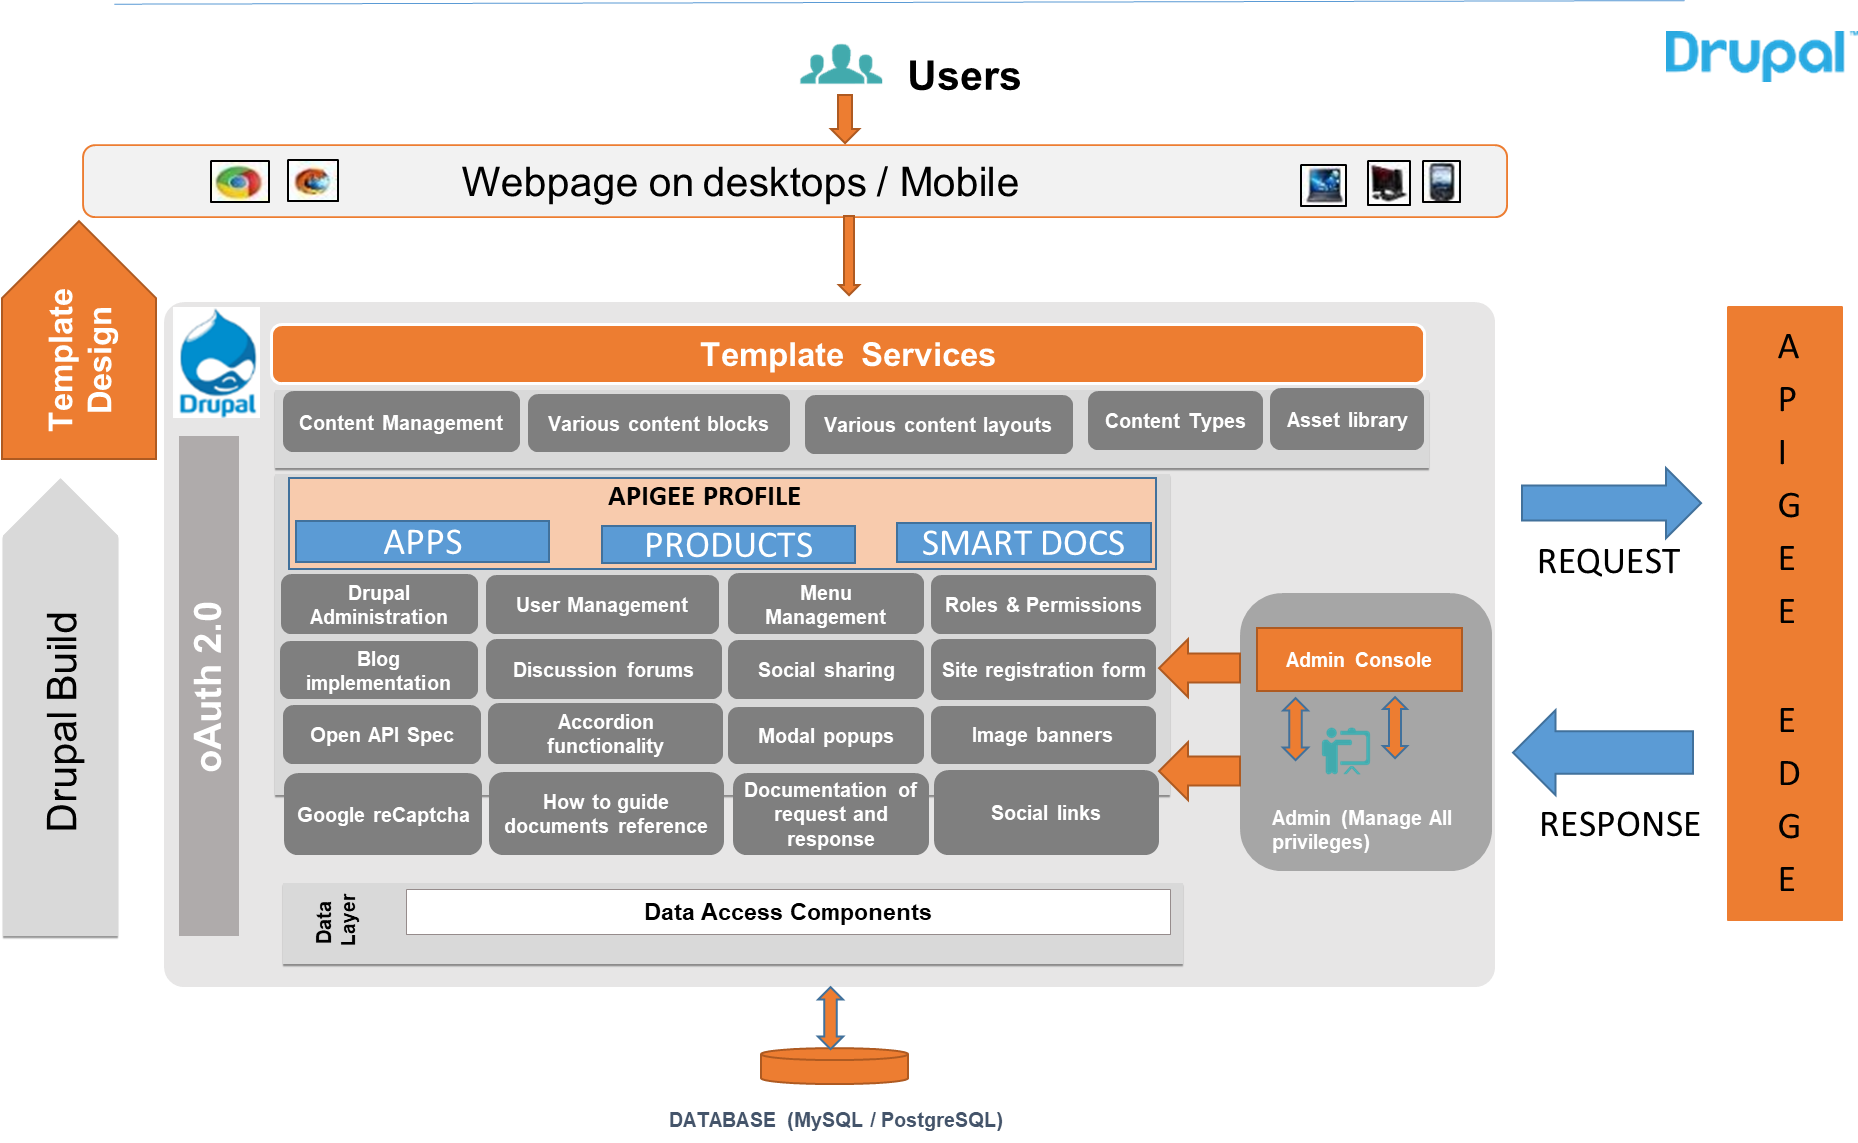 Drupal™
Users
Webpage on desktops / Mobile
Template
Design
Drupal
Template Services
Content Management
Various content blocks
Various content layouts
Content Types
Asset library
oAuth 2.0
Drupal Build
APIGEE PROFILE
APPS
PRODUCTS
SMART DOCS
Drupal
Administration
User Management
Menu
Management
Roles & Permissions
Blog
implementation
Discussion forums
Social sharing
Site registration form
Open API Spec
Accordion
functionality
Modal popups
Image banners
Google reCaptcha
How to guide
documents reference
Documentation of
request and
response
Social links
Admin Console
Admin (Manage All
privileges)
REQUEST
RESPONSE
A
P
I
G
E
E
E
D
G
E
Data
Layer
Data Access Components
DATABASE (MySQL / PostgreSQL)